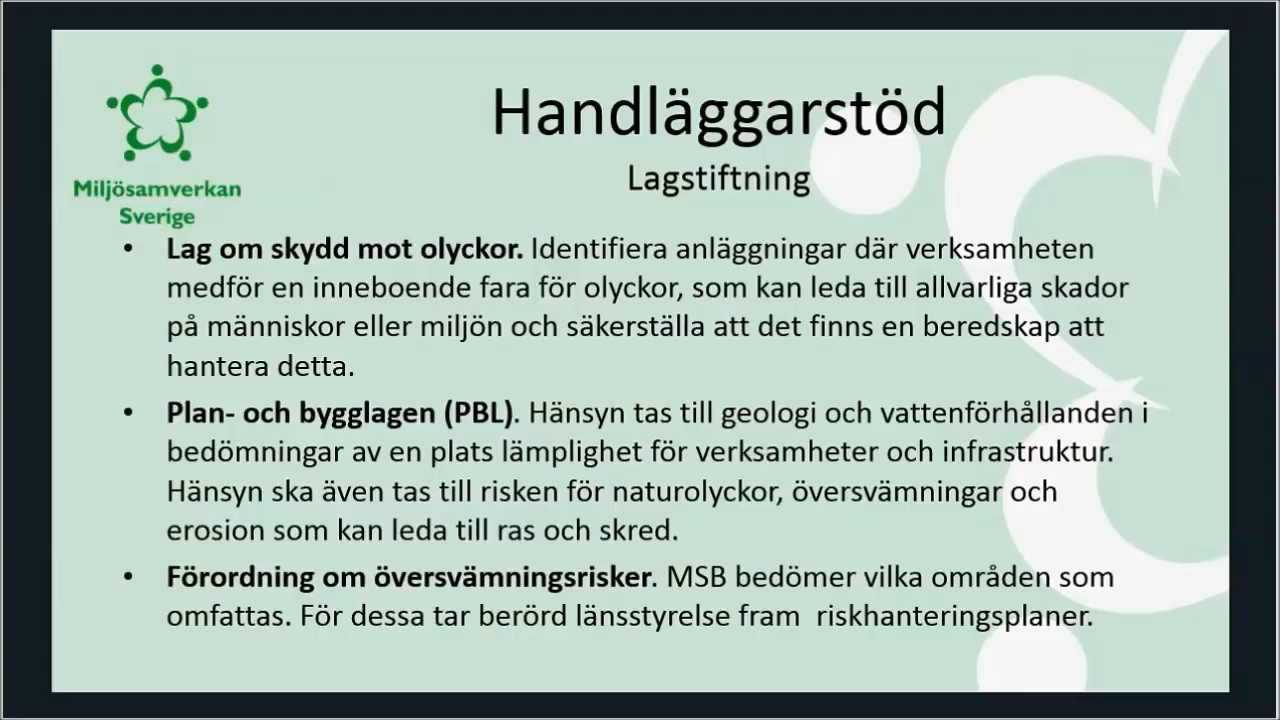 Handläggarstöd
Lagstiftning
Miljösamverkan
Sverige
• Lag om skydd mot olyckor. Identifiera anläggningar där verksamheten
medför en inneboende fara för olyckor, som kan leda till allvarliga skador
på människor eller miljön och säkerställa att det finns en beredskap att
hantera detta.
• Plan- och bygglagen (PBL). Hänsyn tas till geologi och vattenförhållanden i
bedömningar av en plats lämplighet för verksamheter och infrastruktur.
Hänsyn ska även tas till risken för naturolyckor, översvämningar och
erosion som kan leda till ras och skred.
• Förordning om översvämningsrisker. MSB bedömer vilka områden som
omfattas. För dessa tar berörd länsstyrelse fram  riskhanteringsplaner.